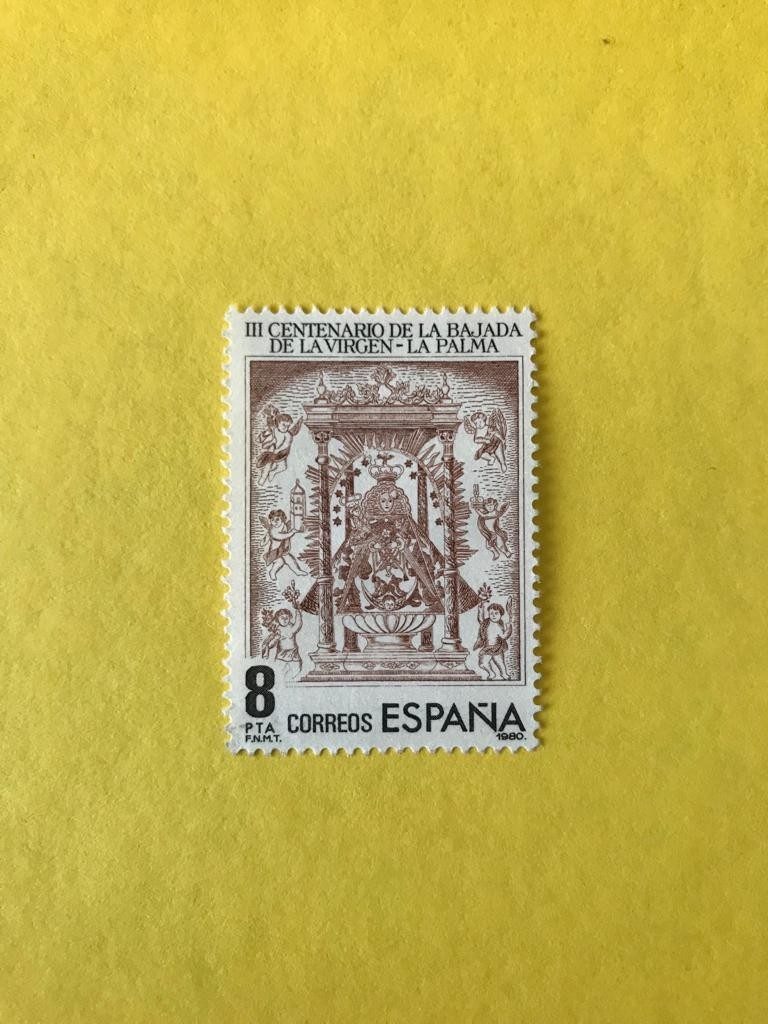 III CENTENARIO DE LA BAJADA
DE LA VIRGEN - LA PALMA
8
PTA CORREOS ESPAÑA
F.N.M.T. 1980.